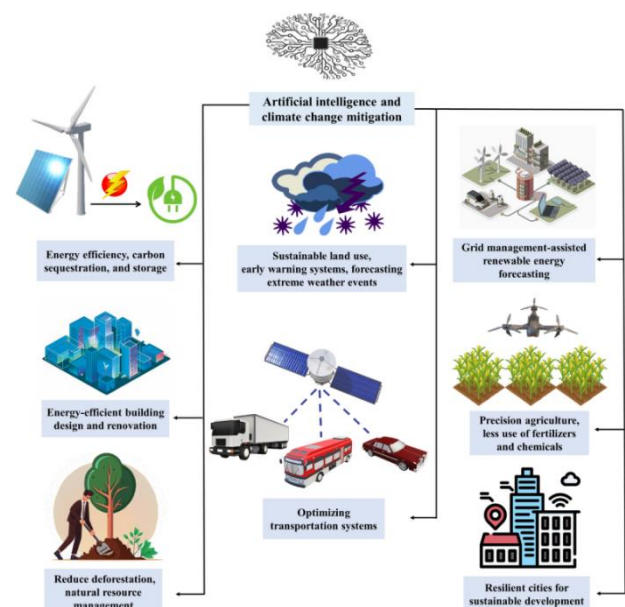 Artificial intelligence and
climate change mitigation
Energy efficiency, carbon
sequestration, and storage
Sustainable land use,
early warning systems, forecasting
extreme weather events
Grid management-assisted
renewable energy
forecasting
Energy-efficient building
design and renovation
Precision agriculture,
less use of fertilizers
and chemicals
Optimizing
transportation systems
Reduce deforestation,
natural resource
management
Resilient cities for
sustainable development